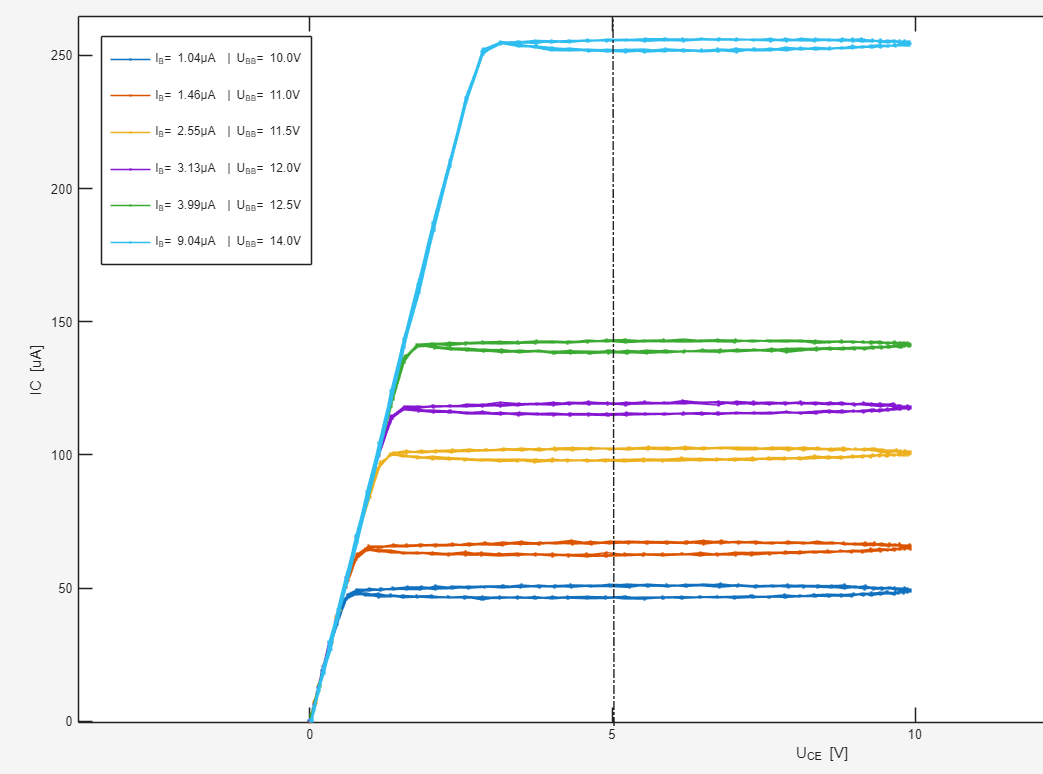 250
200
150
100
50
0
IC [uA]
I_B= 1.04µA | U_BB= 10.0V
I_B= 1.46µA | U_BB= 11.0V
I_B= 2.55µA | U_BB= 11.5V
I_B= 3.13µA | U_BB= 12.0V
I_B= 3.99µA | U_BB= 12.5V
I_B= 9.04µA | U_BB= 14.0V
0 5 10
U_CE [V]